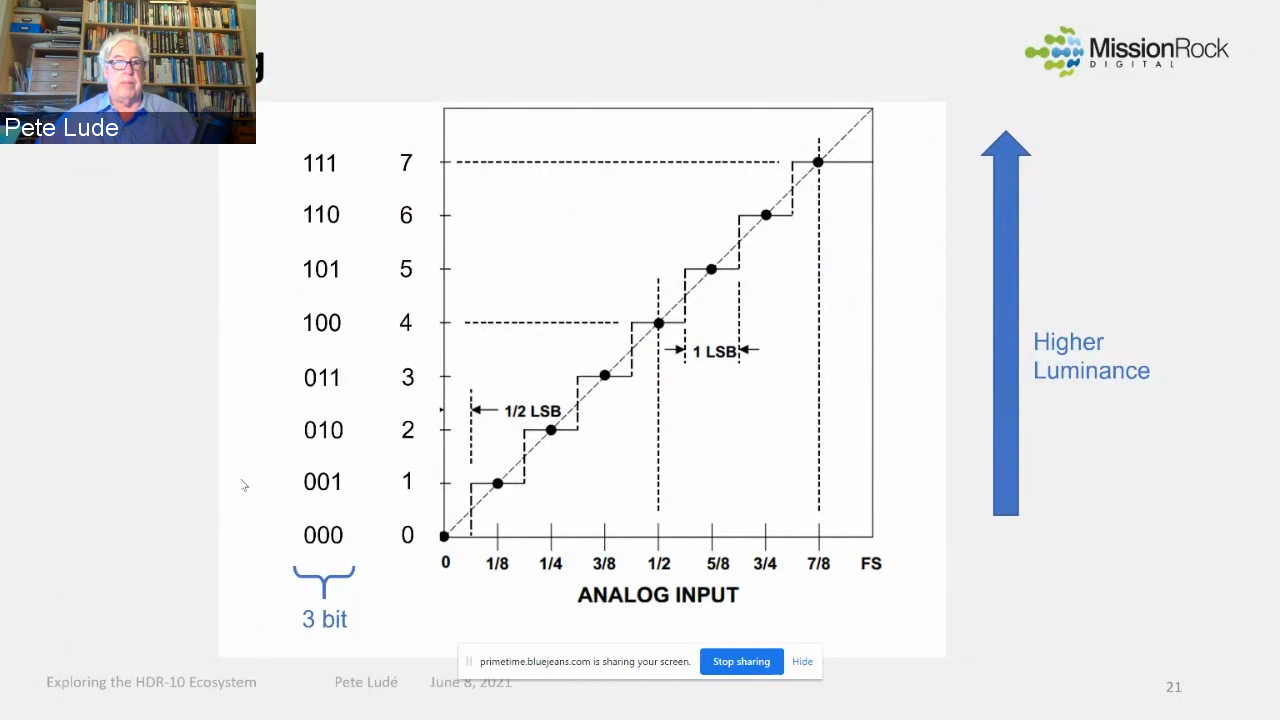 Pete Lude
g
MissionRock
DIGITAL
111 7
110 6
101 5
100 4
1 LSB
Higher
Luminance
011 3
1/2 LSB
010 2
001 1
000 0
0 1/8 1/4 3/8 1/2 5/8 3/4 7/8 FS
ANALOG INPUT
3 bit
primetime.bluejeans.com is sharing your screen. Stop sharing Hide
Exploring the HDR-10 Ecosystem Pete Ludé June 8, 2021 21